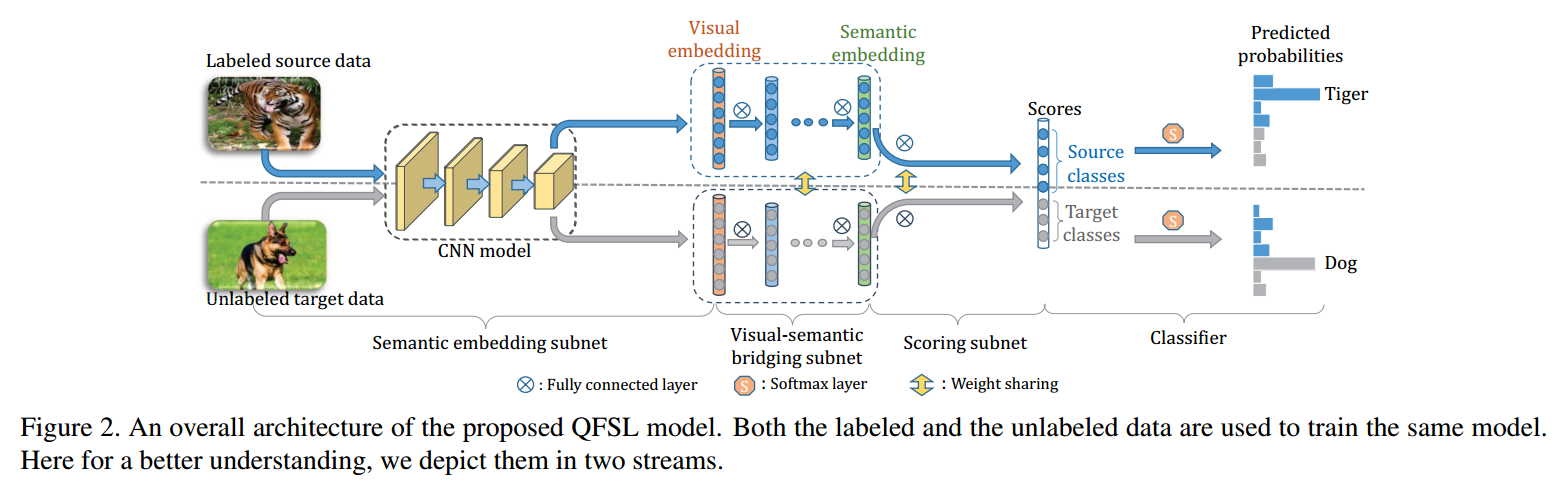 Labeled source data
Visual
embedding
Semantic
embedding
Predicted
probabilities
Tiger
Scores
Source
classes
S
CNN model
Target
classes
S
Dog
Unlabeled target data
Semantic embedding subnet
Visual-semantic
bridging subnet
Scoring subnet
Classifier
: Fully connected layer
S : Softmax layer
: Weight sharing
Figure 2. An overall architecture of the proposed QFSL model. Both the labeled and the unlabeled data are used to train the same model.
Here for a better understanding, we depict them in two streams.